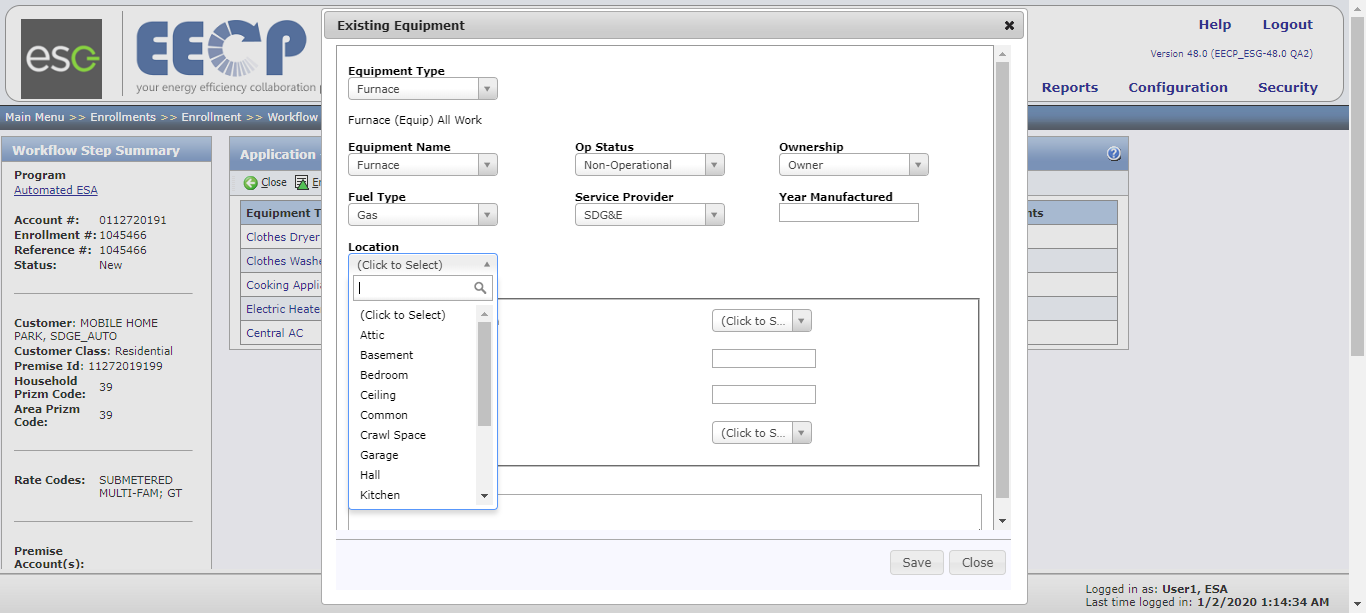 Existing Equipment
Help Logout
Version 48.0 (EECP_ESG-48.0 QA2)
esg
EECP
your energy efficiency collaboration
Reports Configuration Security
Main Menu >> Enrollments >> Enrollment >> Workflow
Workflow Step Summary
Program
Automated ESA
Account #: 0112720191
Enrollment #: 1045466
Reference #: 1045466
Status: New
Customer: MOBILE HOME
PARK, SDGE_AUTO
Customer Class: Residential
Premise Id: 11272019199
Household
Prizm Code: 39
Area Prizm
Code: 39
Rate Codes: SUBMETERED
MULTI-FAM; GT
Premise
Account(s):
Application
Close
Equipment T
Clothes Dryer
Clothes Washe
Cooking Applia
Electric Heate
Central AC
nts
Equipment Type
Furnace
Furnace (Equip) All Work
Equipment Name Op Status Ownership
Furnace Non-Operational Owner
Fuel Type Service Provider Year Manufactured
Gas SDG&E
Location
(Click to Select)
(Click to Select)
Attic
Basement
Bedroom
Ceiling
Common
Crawl Space
Garage
Hall
Kitchen
(Click to S...
(Click to S...
Save Close
Logged in as: User1, ESA
Last time logged in: 1/2/2020 1:14:34 AM